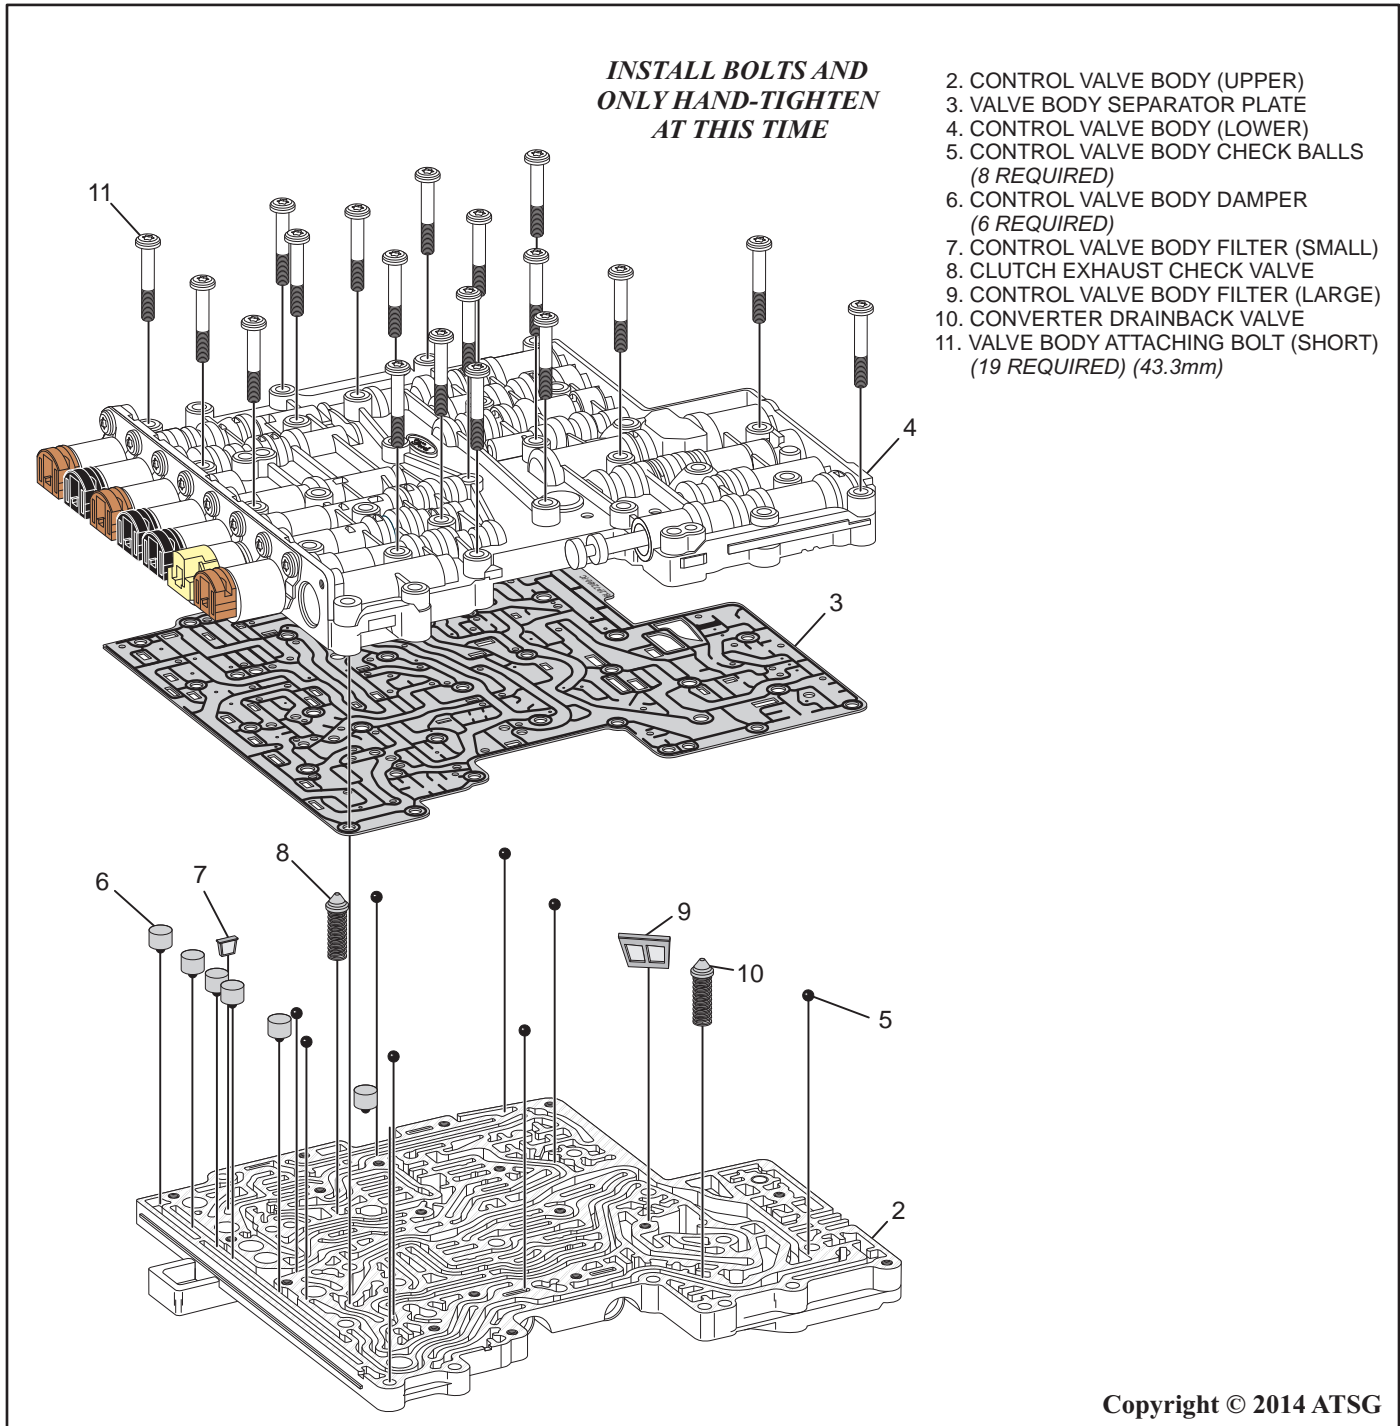 INSTALL BOLTS AND
ONLY HAND-TIGHTEN
AT THIS TIME
2. CONTROL VALVE BODY (UPPER)
3. VALVE BODY SEPARATOR PLATE
4. CONTROL VALVE BODY (LOWER)
5. CONTROL VALVE BODY CHECK BALLS
(8 REQUIRED)
6. CONTROL VALVE BODY DAMPER
(6 REQUIRED)
7. CONTROL VALVE BODY FILTER (SMALL)
8. CLUTCH EXHAUST CHECK VALVE
9. CONTROL VALVE BODY FILTER (LARGE)
10. CONVERTER DRAINBACK VALVE
11. VALVE BODY ATTACHING BOLT (SHORT)
(19 REQUIRED) (43.3mm)
11
4
Ford
3
8
7
6
9
10
5
2
Copyright © 2014 ATSG